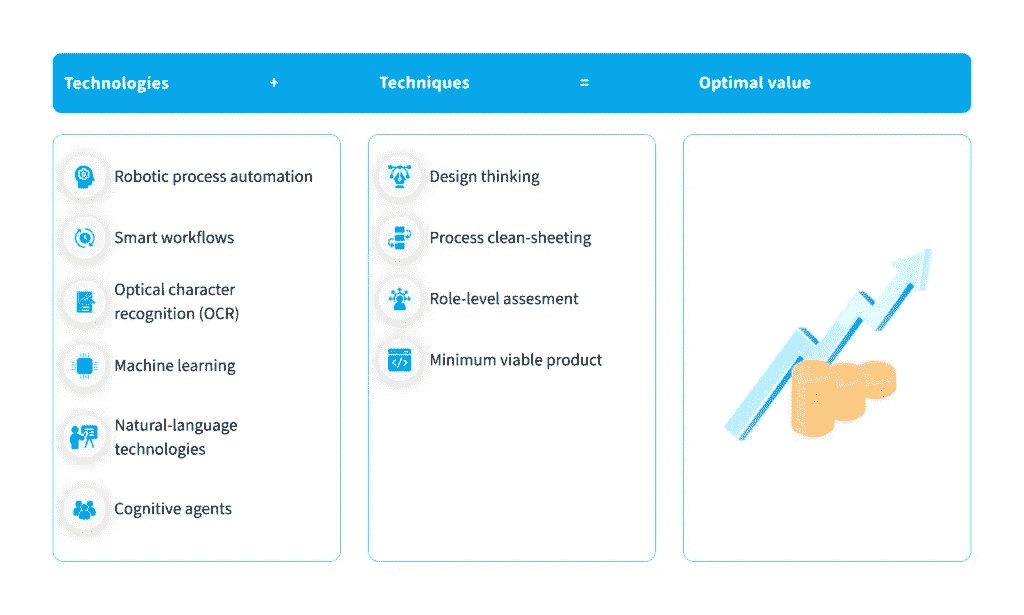 Technologies + Techniques = Optimal value
Robotic process automation
Smart workflows
Optical character
recognition (OCR)
Machine learning
Natural-language
technologies
Cognitive agents
Design thinking
Process clean-sheeting
Role-level assesment
Minimum viable product